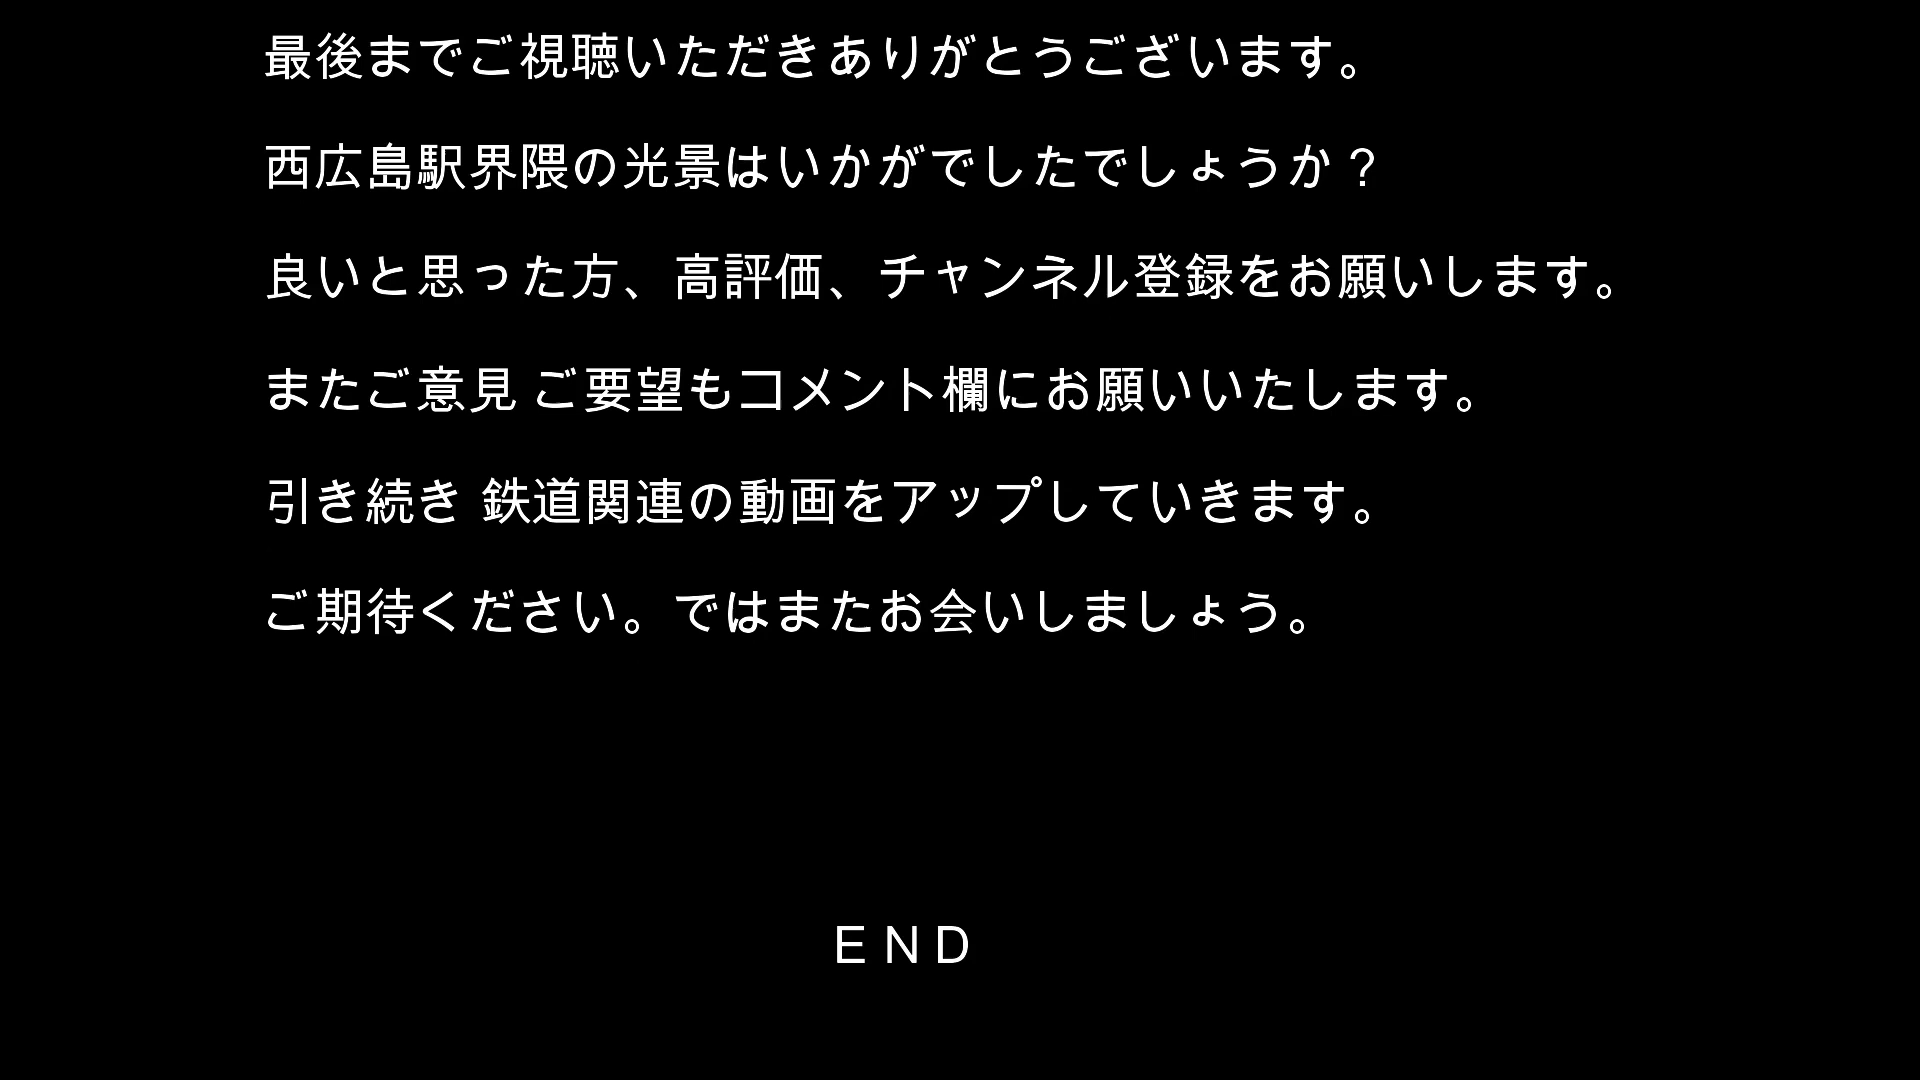 最後までご視聴いただきありがとうございます。
西広島駅界隈の光景はいかがでしたでしょうか？
良いと思った方、高評価、チャンネル登録をお願いします。
またご意見 ご要望もコメント欄にお願いいたします。
引き続き 鉄道関連の動画をアップしていきます。
ご期待ください。ではまたお会いしましょう。
ＥＮＤ